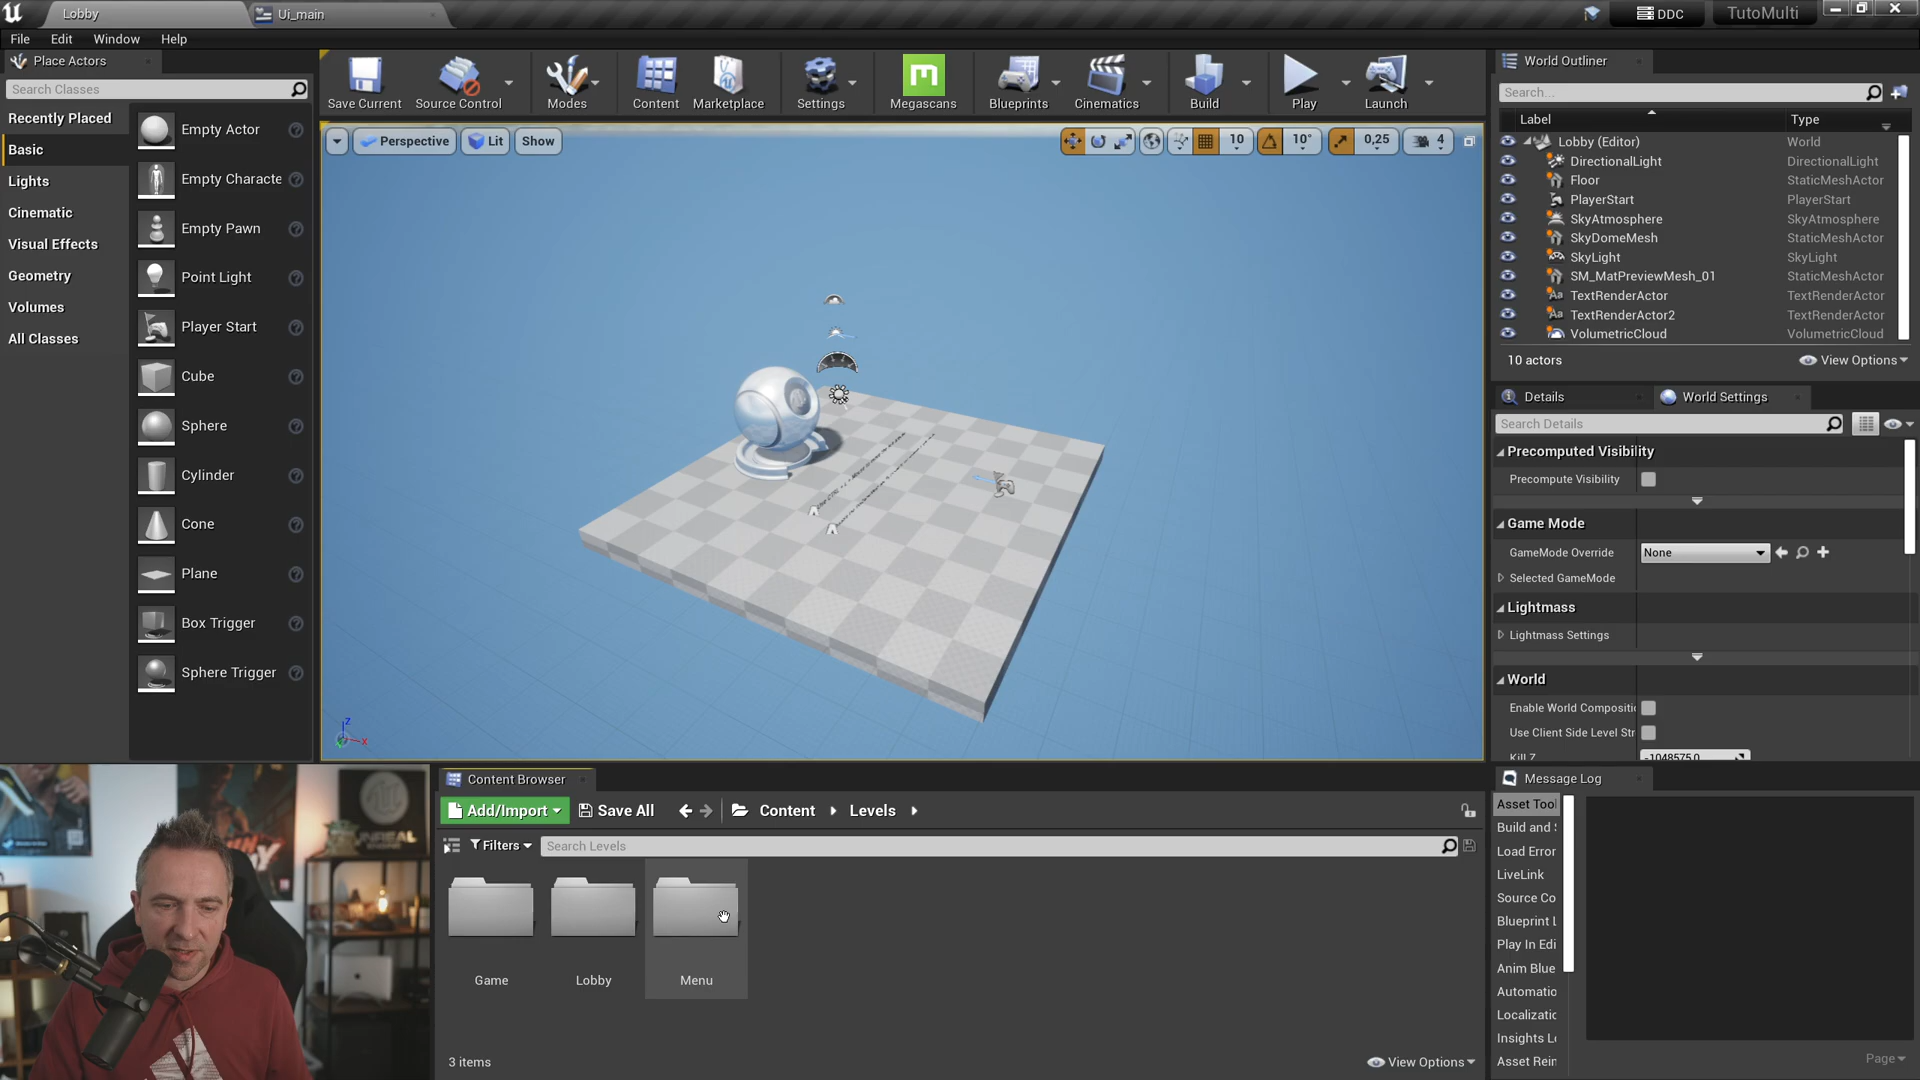 Lobby
Ui_main
DDC
TutoMulti
File
Edit
Window
Help
Place Actors
Search Classes
Recently Placed
Basic
Lights
Cinematic
Visual Effects
Geometry
Volumes
All Classes
Empty Actor
Empty Characte
Empty Pawn
Point Light
Player Start
Cube
Sphere
Cylinder
Cone
Plane
Box Trigger
Sphere Trigger
Save Current
Source Control
Modes
Content
Marketplace
Settings
Megascans
Blueprints
Cinematics
Build
Play
Launch
Perspective
Lit
Show
10
10°
0,25
4
World Outliner
Search...
Label
Type
Lobby (Editor) World
DirectionalLight DirectionalLight
Floor StaticMeshActor
PlayerStart PlayerStart
SkyAtmosphere SkyAtmosphere
SkyDomeMesh StaticMeshActor
SkyLight SkyLight
SM_MatPreviewMesh_01 StaticMeshActor
TextRenderActor TextRenderActor
TextRenderActor2 TextRenderActor
VolumetricCloud VolumetricCloud
10 actors
View Options
Details
World Settings
Search Details
Precomputed Visibility
Precompute Visibility
Game Mode
GameMode Override None
Selected GameMode
Lightmass
Lightmass Settings
World
Enable World Compositic
Use Client Side Level Str
Kill Z -1048575.0
Content Browser
Add/Import
Save All
Content
Levels
Filters
Search Levels
Game
Lobby
Menu
3 items
View Options
Message Log
Asset Tool
Build and S
Load Error
LiveLink
Source Co
Blueprint L
Play In Edi
Anim Blue
Automatic
Localizatic
Insights Lo
Asset Rein
Page
UNREAL